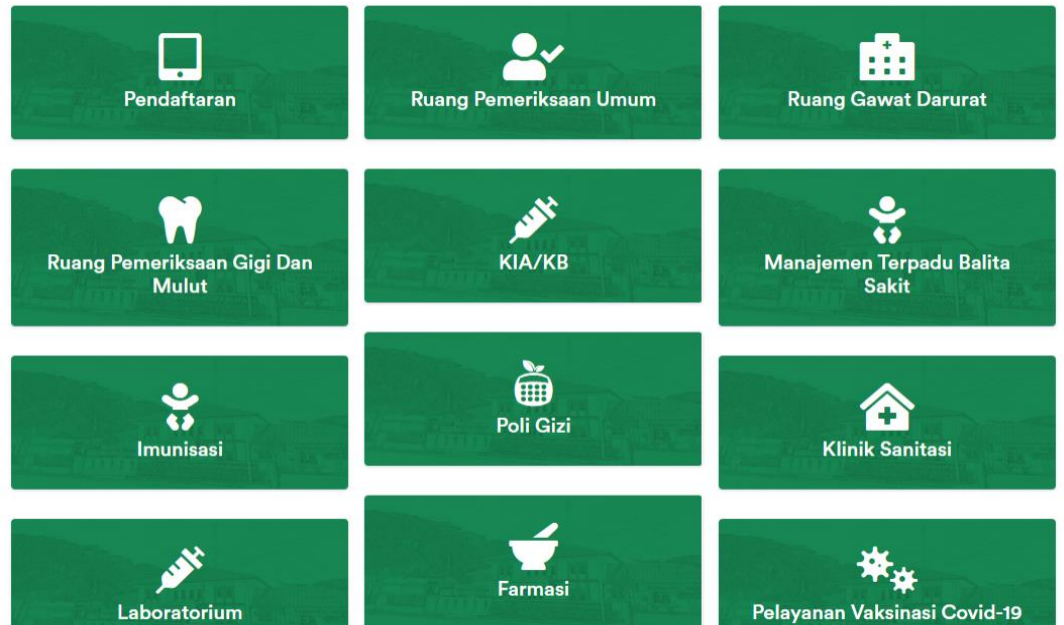 Pendaftaran
Ruang Pemeriksaan Umum
Ruang Gawat Darurat
Ruang Pemeriksaan Gigi Dan
Mulut
KIA/KB
Manajemen Terpadu Balita
Sakit
Imunisasi
Poli Gizi
Klinik Sanitasi
Laboratorium
Farmasi
Pelayanan Vaksinasi Covid-19